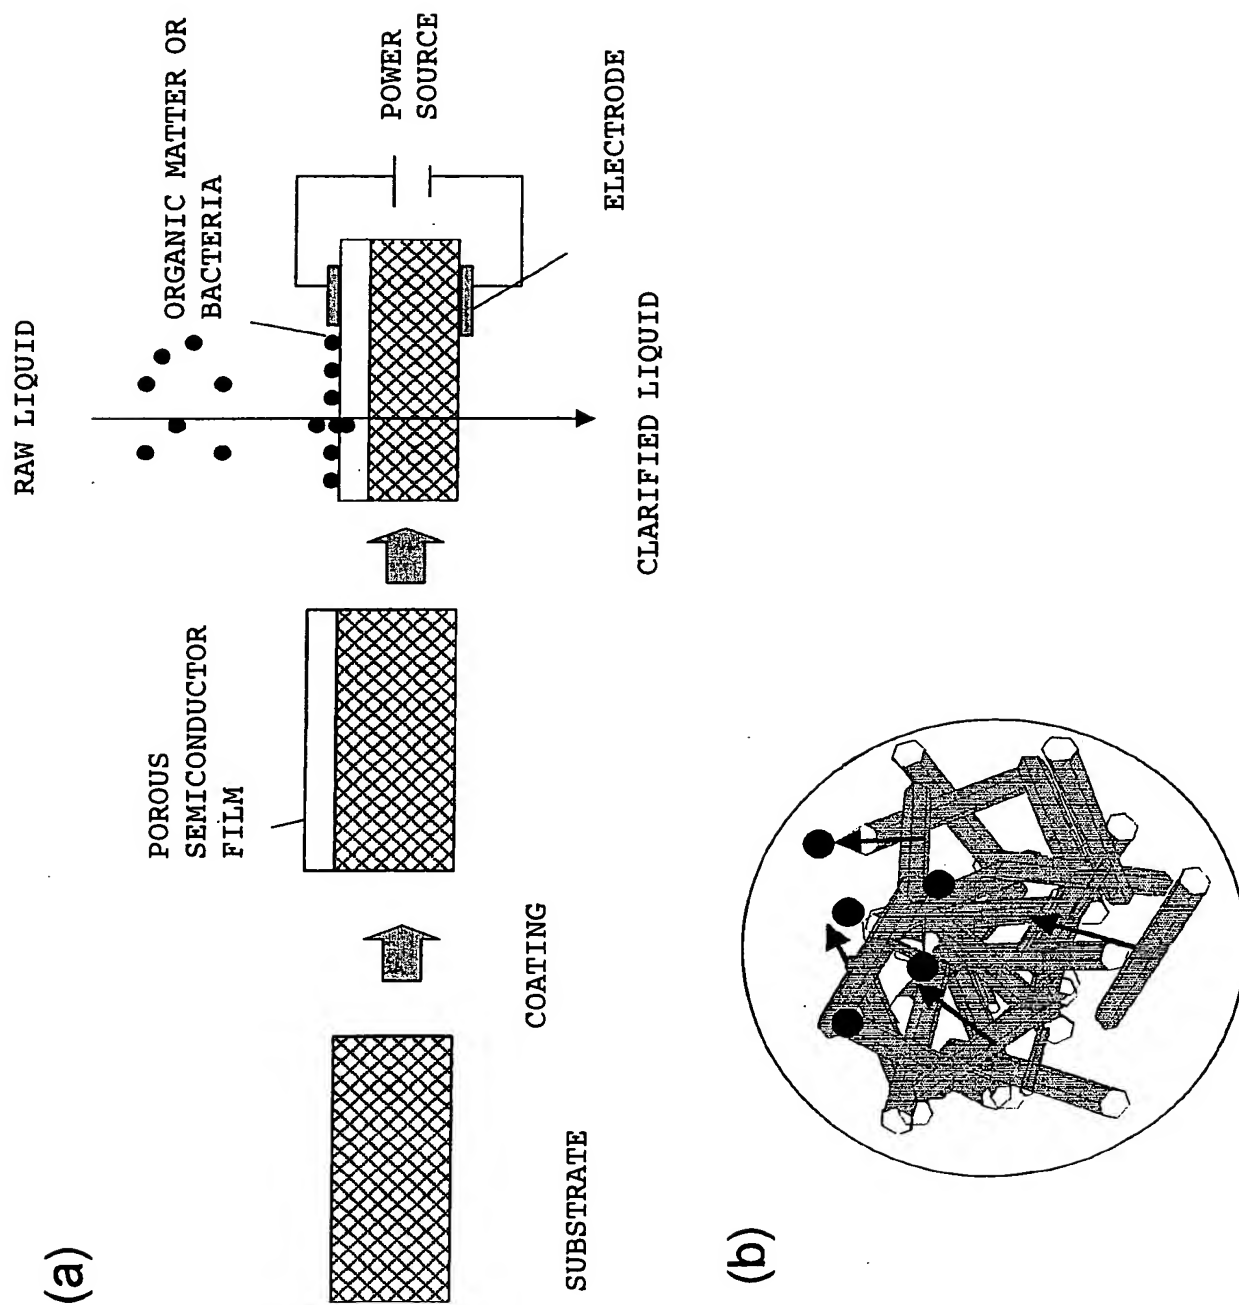 (a)
RAW LIQUID
ORGANIC MATTER OR
BACTERIA
POWER
SOURCE
ELECTRODE
CLARIFIED LIQUID
POROUS
SEMICONDUCTOR
FILM
COATING
SUBSTRATE
(b)